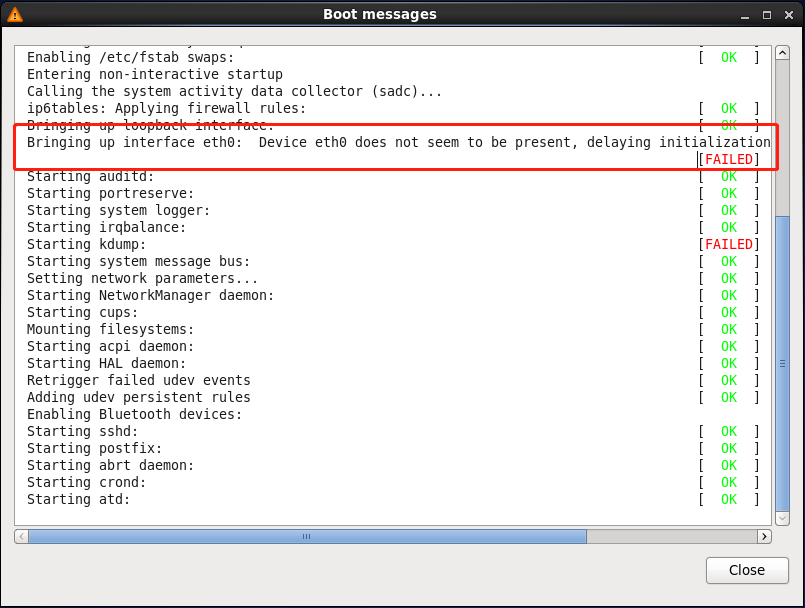 Boot messages
Enabling /etc/fstab swaps: [ OK ]
Entering non-interactive startup
Calling the system activity data collector (sadc)...
ip6tables: Applying firewall rules: [ OK ]
Bringing up loopback interface: [ OK ]
Bringing up interface eth0:  Device eth0 does not seem to be present, delaying initialization
[FAILED]
Starting auditd: [ OK ]
Starting portreserve: [ OK ]
Starting system logger: [ OK ]
Starting irqbalance: [ OK ]
Starting kdump: [FAILED]
Starting system message bus: [ OK ]
Setting network parameters... [ OK ]
Starting NetworkManager daemon: [ OK ]
Starting cups: [ OK ]
Mounting filesystems: [ OK ]
Starting acpi daemon: [ OK ]
Starting HAL daemon: [ OK ]
Retrigger failed udev events [ OK ]
Adding udev persistent rules [ OK ]
Enabling Bluetooth devices:
Starting sshd: [ OK ]
Starting postfix: [ OK ]
Starting abrt daemon: [ OK ]
Starting crond: [ OK ]
Starting atd: [ OK ]
Close